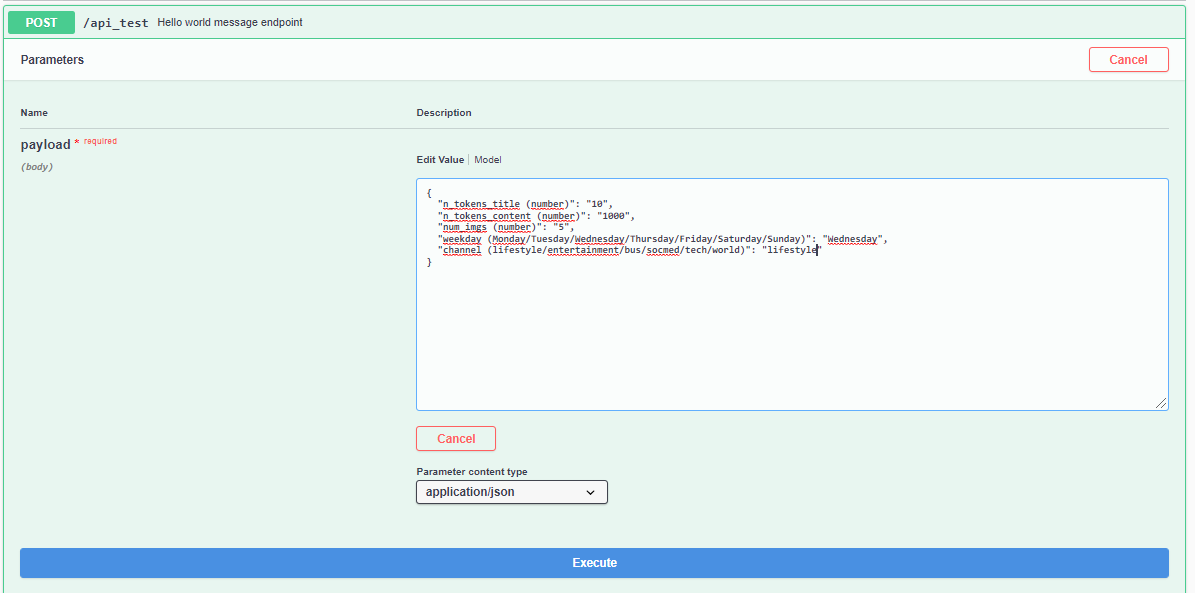 POST /api_test Hello world message endpoint
Parameters Cancel
Name Description
payload * required
(body)
Edit Value | Model
{
"n_tokens_title (number)": "10",
"n_tokens_content (number)": "1000",
"num_imgs (number)": "5",
"weekday (Monday/Tuesday/Wednesday/Thursday/Friday/Saturday/Sunday)": "Wednesday",
"channel (lifestyle/entertainment/bus/socmed/tech/world)": "lifestyle"
}
Cancel
Parameter content type
application/json
Execute